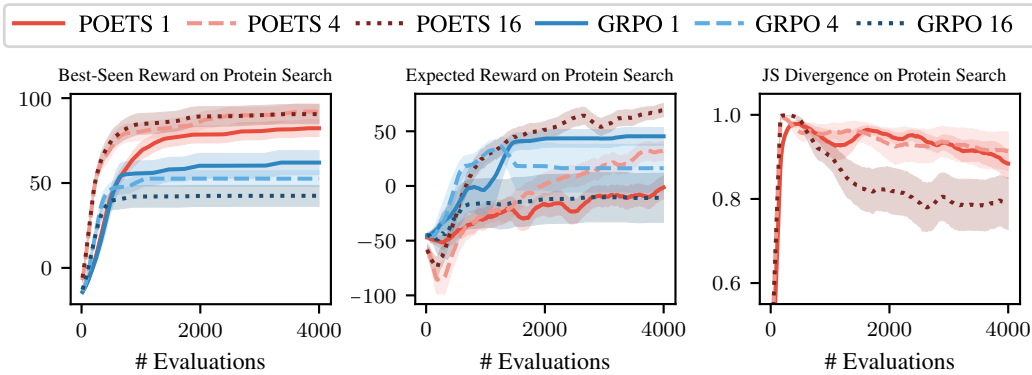 POETS 1 POETS 4 POETS 16 GRPO 1 GRPO 4 GRPO 16
Best-Seen Reward on Protein Search
100
50
0
0 2000 4000
# Evaluations
Expected Reward on Protein Search
50
0
−50
−100
0 2000 4000
# Evaluations
JS Divergence on Protein Search
1.0
0.8
0.6
0 2000 4000
# Evaluations